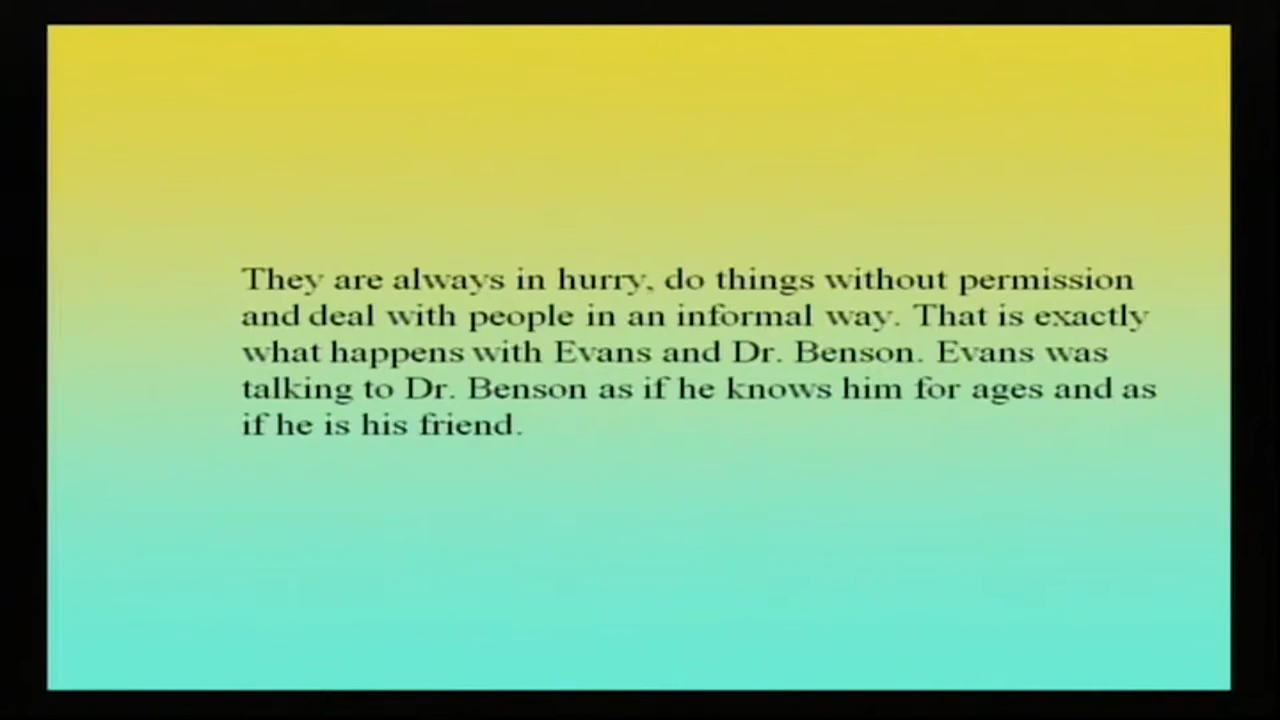 They are always in hurry, do things without permission
and deal with people in an informal way. That is exactly
what happens with Evans and Dr. Benson. Evans was
talking to Dr. Benson as if he knows him for ages and as
if he is his friend.